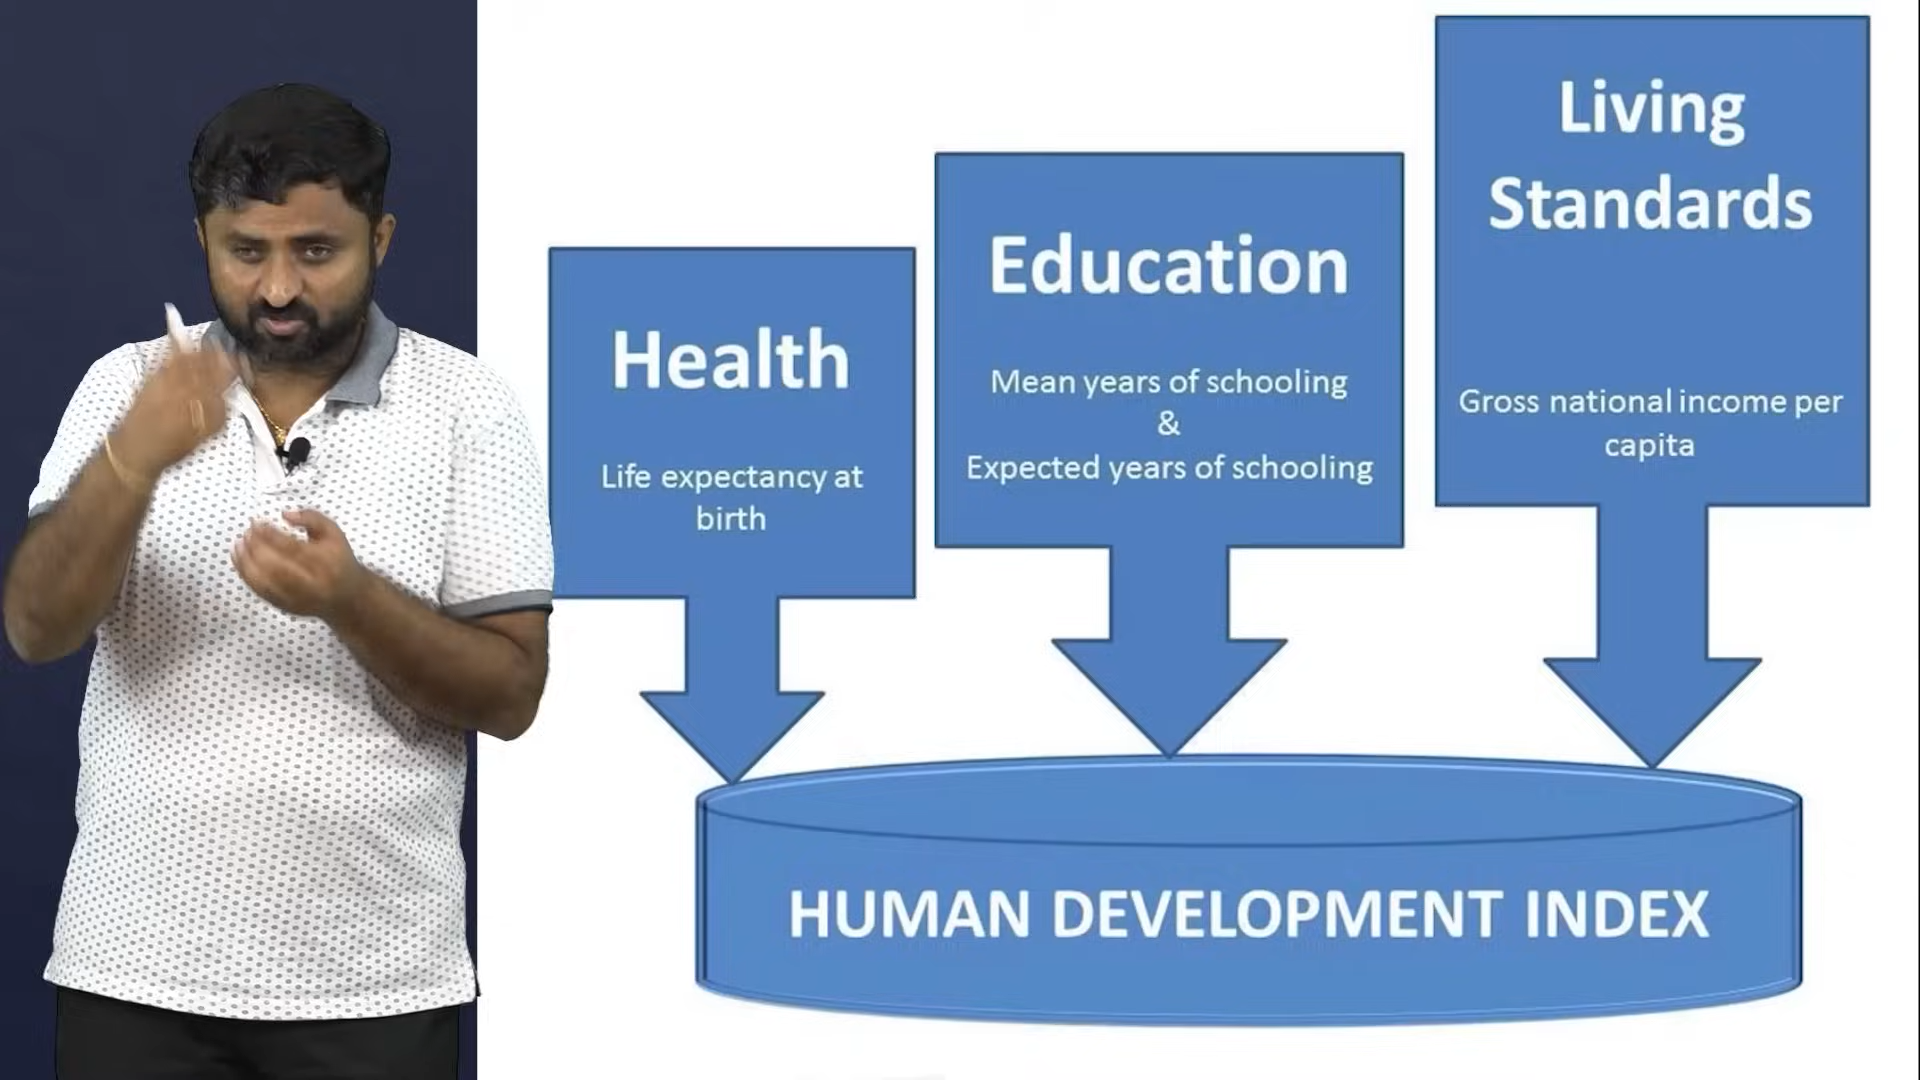 Health
Life expectancy at
birth
Education
Mean years of schooling
&
Expected years of schooling
Living
Standards
Gross national income per
capita
HUMAN DEVELOPMENT INDEX